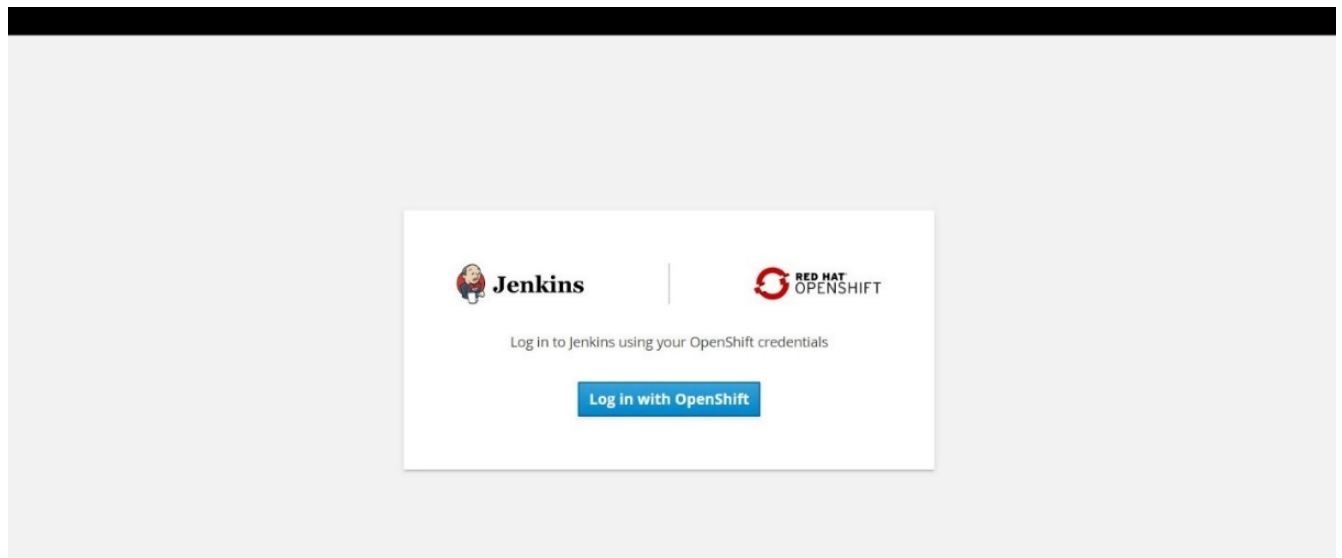 Jenkins
RED HAT
OPENSHIFT
Log in to Jenkins using your OpenShift credentials
Log in with OpenShift